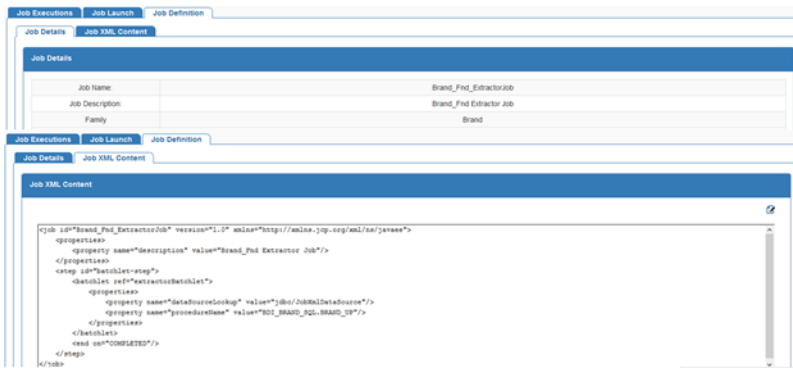 Job Executions Job Launch Job Definition
Job Details Job XML Content
Job Details
Job Name: Brand_Fnd_ExtractorJob
Job Description: Brand_Fnd Extractor Job
Family Brand
Job Executions Job Launch Job Definition
Job Details Job XML Content
Job XML Content
<job id="Brand_Fnd_ExtractorJob" version="1.0" xmlns="http://xmlns.jcp.org/xml/ns/javaee">
<properties>
<property name="description" value="Brand_Fnd Extractor Job"/>
</properties>
<step id="batchlet-step">
<batchlet ref="extractorBatchlet">
<properties>
<property name="dataSourceLookup" value="jdbc/JobXmlDataSource"/>
<property name="procedureName" value="BDI_BRAND_SQL.BRAND_UP"/>
</properties>
</batchlet>
<end on="COMPLETED"/>
</step>
</job>